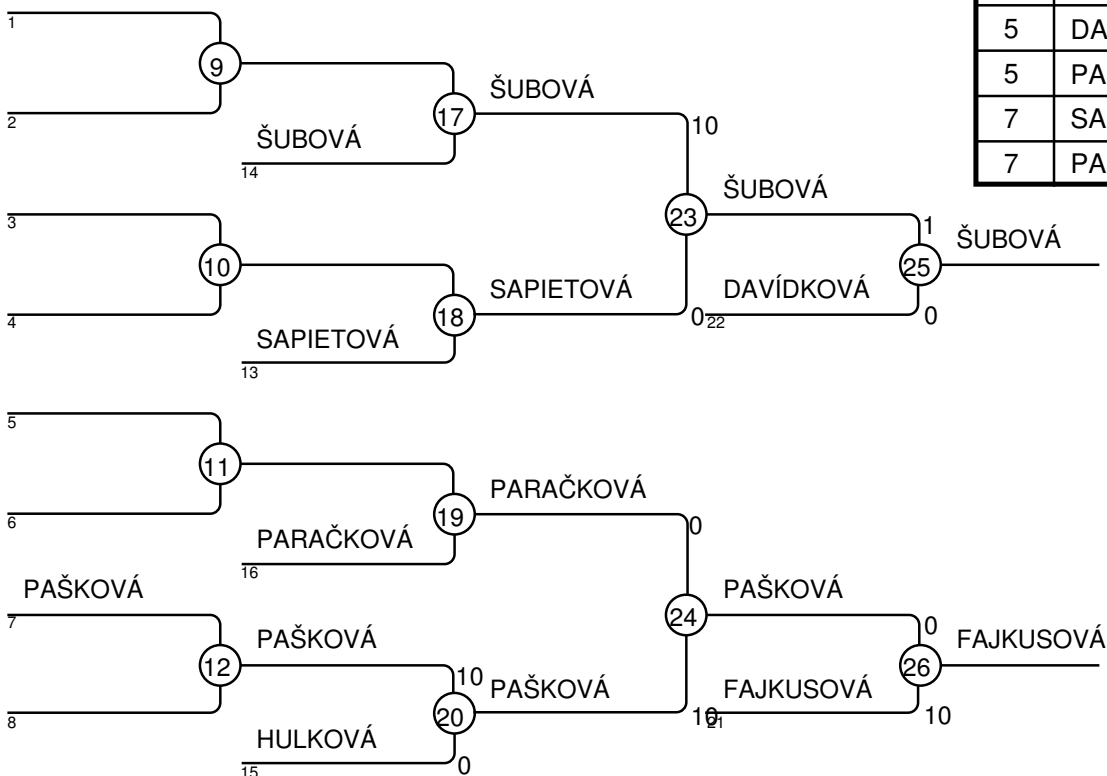 1
5 DA
9
ŠUBOVÁ
5 PA
2
17
10
ŠUBOVÁ
7 SA
14
7 PA
ŠUBOVÁ
3
23
1
ŠUBOVÁ
10
25
SAPIETOVÁ
DAVÍDKOVÁ
4
18
0 22
0
SAPIETOVÁ
13
5
11
PARAČKOVÁ
6
19
0
PARAČKOVÁ
16
PAŠKOVÁ
PAŠKOVÁ
7
24
0
PAŠKOVÁ
FAJKUSOVÁ
12
26
10
PAŠKOVÁ
FAJKUSOVÁ
8
20
10 21
10
HULKOVÁ
15
0